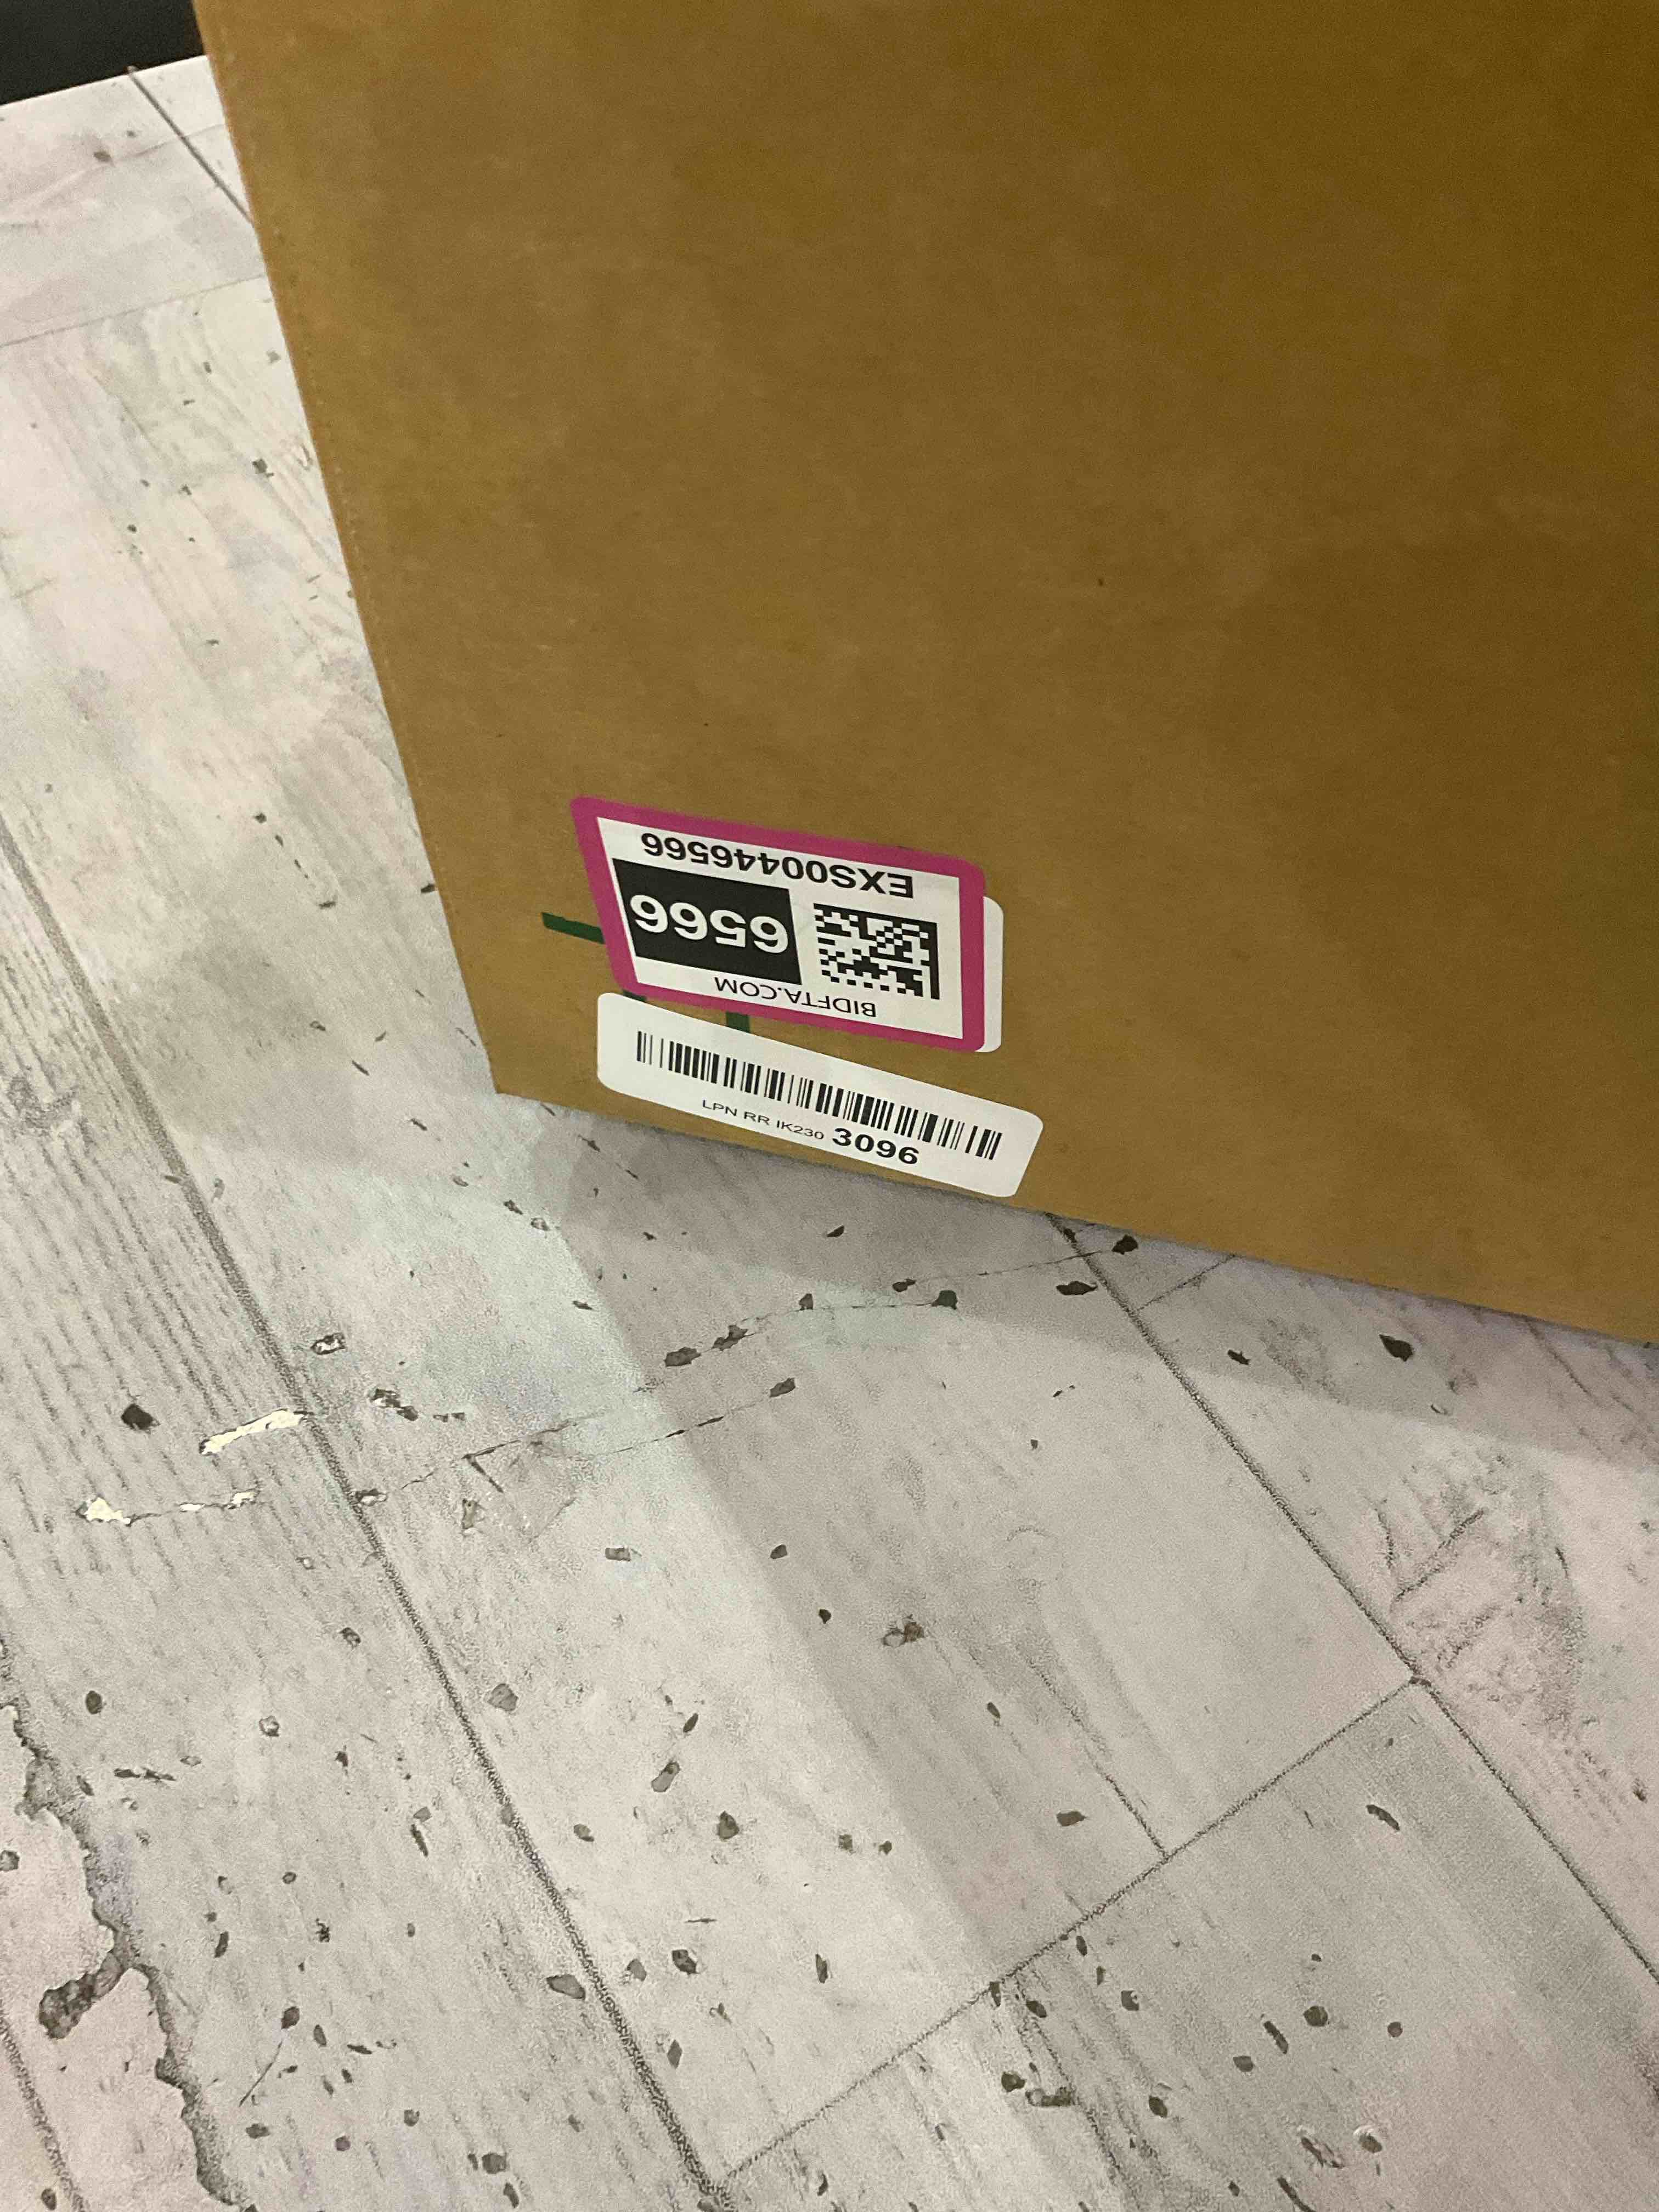 BIDFTA.COM
6566
EXS00446566
LPN RR IK230 3096